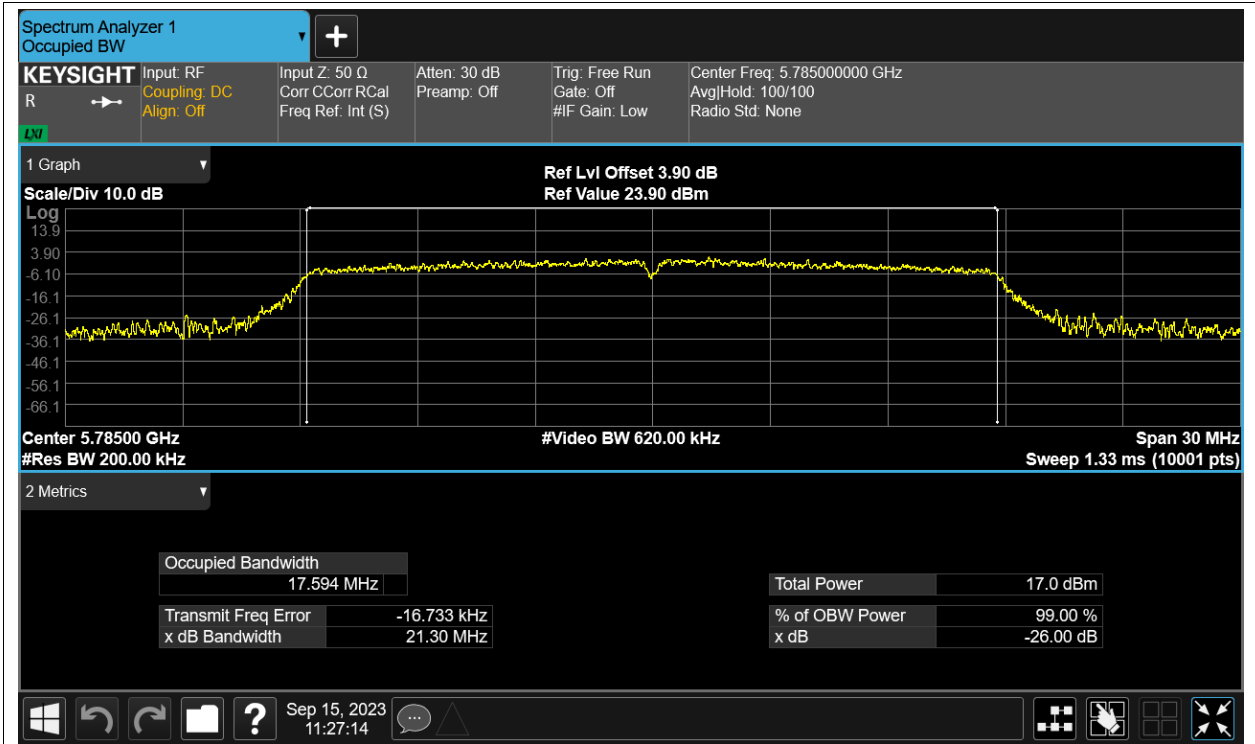 Spectrum Analyzer 1
Occupied BW
KEYSIGHT
R
LXI
Input: RF
Coupling: DC
Align: Off
Input Z: 50 Ω
Corr CCorr RCal
Freq Ref: Int (S)
Atten: 30 dB
Preamp: Off
Trig: Free Run
Gate: Off
#IF Gain: Low
Center Freq: 5.785000000 GHz
Avg|Hold: 100/100
Radio Std: None
1 Graph
Scale/Div 10.0 dB
Ref Lvl Offset 3.90 dB
Ref Value 23.90 dBm
Log
13.9
3.90
-6.10
-16.1
-26.1
-36.1
-46.1
-56.1
-66.1
Center 5.78500 GHz
#Res BW 200.00 kHz
#Video BW 620.00 kHz
Span 30 MHz
Sweep 1.33 ms (10001 pts)
2 Metrics
Occupied Bandwidth
17.594 MHz
Transmit Freq Error -16.733 kHz
x dB Bandwidth 21.30 MHz
Total Power 17.0 dBm
% of OBW Power 99.00 %
x dB -26.00 dB
?
Sep 15, 2023
11:27:14